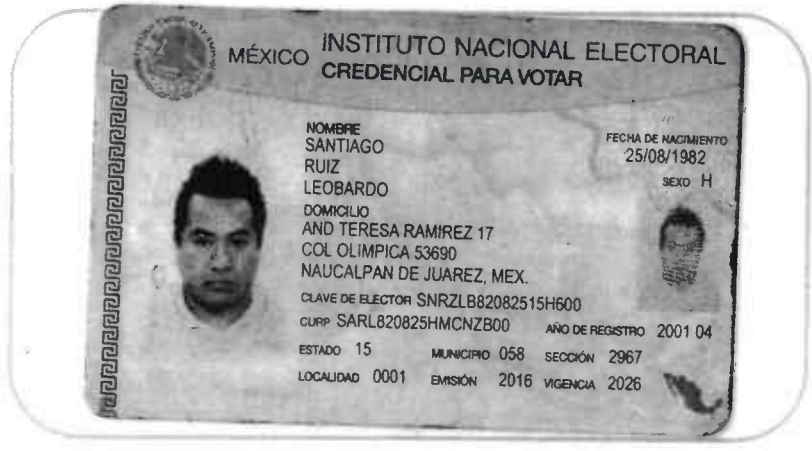 MÉXICO INSTITUTO NACIONAL ELECTORAL
CREDENCIAL PARA VOTAR
NOMBRE
SANTIAGO
RUIZ
LEOBARDO
FECHA DE NACIMIENTO
25/08/1982
SEXO H
DOMICILIO
AND TERESA RAMIREZ 17
COL OLIMPICA 53690
NAUCALPAN DE JUAREZ, MEX.
CLAVE DE ELECTOR SNRZLB82082515H600
CURP SARL820825HMCNZB00 AÑO DE REGISTRO 2001 04
ESTADO 15 MUNICIPIO 058 SECCIÓN 2967
LOCALIDAD 0001 EMISIÓN 2016 VIGENCIA 2026